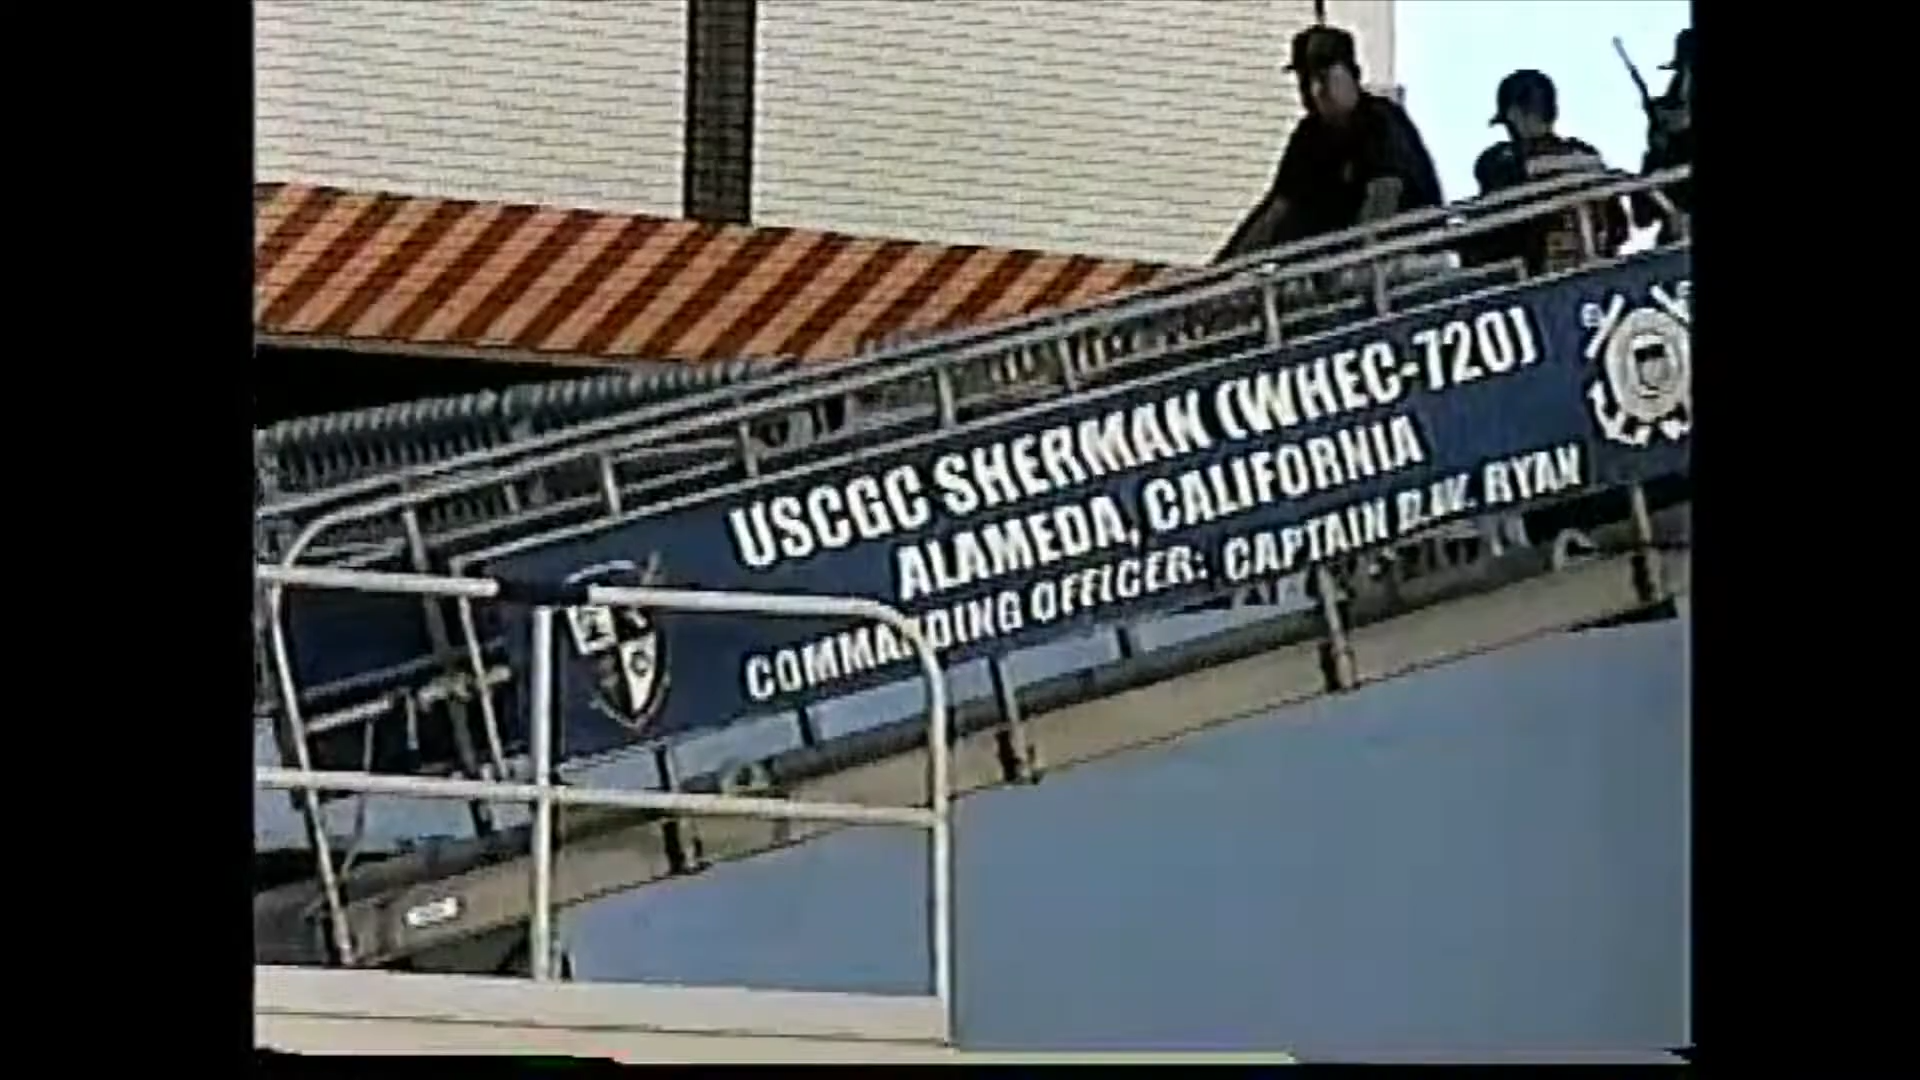 USCGC SHERMAN (WHEC-720)
ALAMEDA, CALIFORNIA
COMMANDING OFFICER: CAPTAIN D.W. RYAN